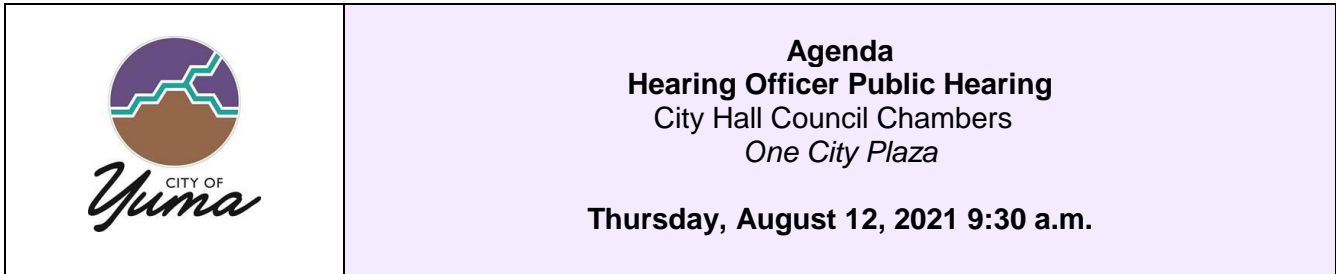 CITY OF
Yuma
Agenda
Hearing Officer Public Hearing
City Hall Council Chambers
One City Plaza
Thursday, August 12, 2021 9:30 a.m.